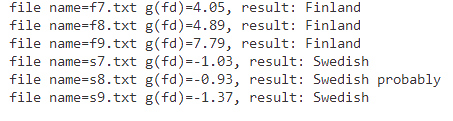 file name=f7.txt g(fd)=4.05, result: Finland
file name=f8.txt g(fd)=4.89, result: Finland
file name=f9.txt g(fd)=7.79, result: Finland
file name=s7.txt g(fd)=-1.03, result: Swedish
file name=s8.txt g(fd)=-0.93, result: Swedish probably
file name=s9.txt g(fd)=-1.37, result: Swedish